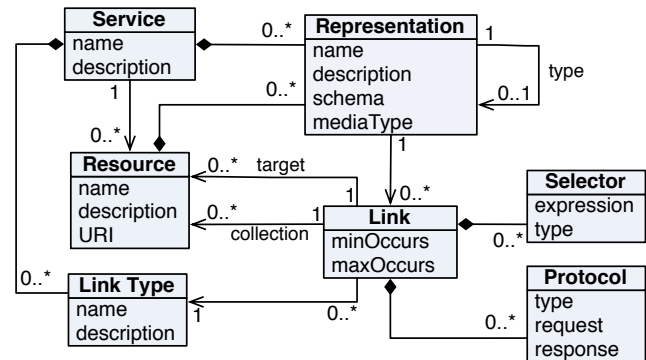 Service
name
description
0..*
Representation
name
description
schema
mediaType
1
type
0..1
1
0..*
0..*
Resource
name
description
URI
0..*
target
1
0..*
1
collection
1
0..*
Link
minOccurs
maxOccurs
Selector
expression
type
0..*
0..*
Link Type
name
description
1
0..*
0..*
Protocol
type
request
response